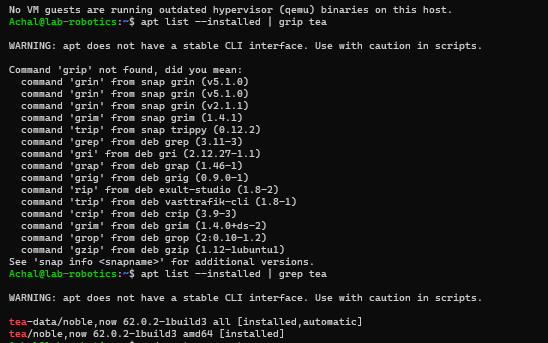 No VM guests are running outdated hypervisor (qemu) binaries on this host.
Achal@lab-robotics:~$ apt list --installed | grip tea
WARNING: apt does not have a stable CLI interface. Use with caution in scripts.
Command 'grip' not found, did you mean:
command 'grin' from snap grin (v5.1.0)
command 'grin' from snap grin (v5.1.0)
command 'grin' from snap grin (v2.1.1)
command 'grim' from snap grim (1.4.1)
command 'trip' from snap trippy (0.12.2)
command 'grep' from deb grep (3.11-3)
command 'gri' from deb gri (2.12.27-1.1)
command 'grap' from deb grap (1.46-1)
command 'grig' from deb grig (0.9.0-1)
command 'rip' from deb exult-studio (1.8-2)
command 'trip' from deb vasttrafik-cli (1.8-1)
command 'crip' from deb crip (3.9-3)
command 'grim' from deb grim (1.4.0+ds-2)
command 'grop' from deb grop (2:0.10-1.2)
command 'gzip' from deb gzip (1.12-1ubuntu1)
See 'snap info <snapname>' for additional versions.
Achal@lab-robotics:~$ apt list --installed | grep tea
WARNING: apt does not have a stable CLI interface. Use with caution in scripts.
tea-data/noble,now 62.0.2-1build3 all [installed,automatic]
tea/noble,now 62.0.2-1build3 amd64 [installed]